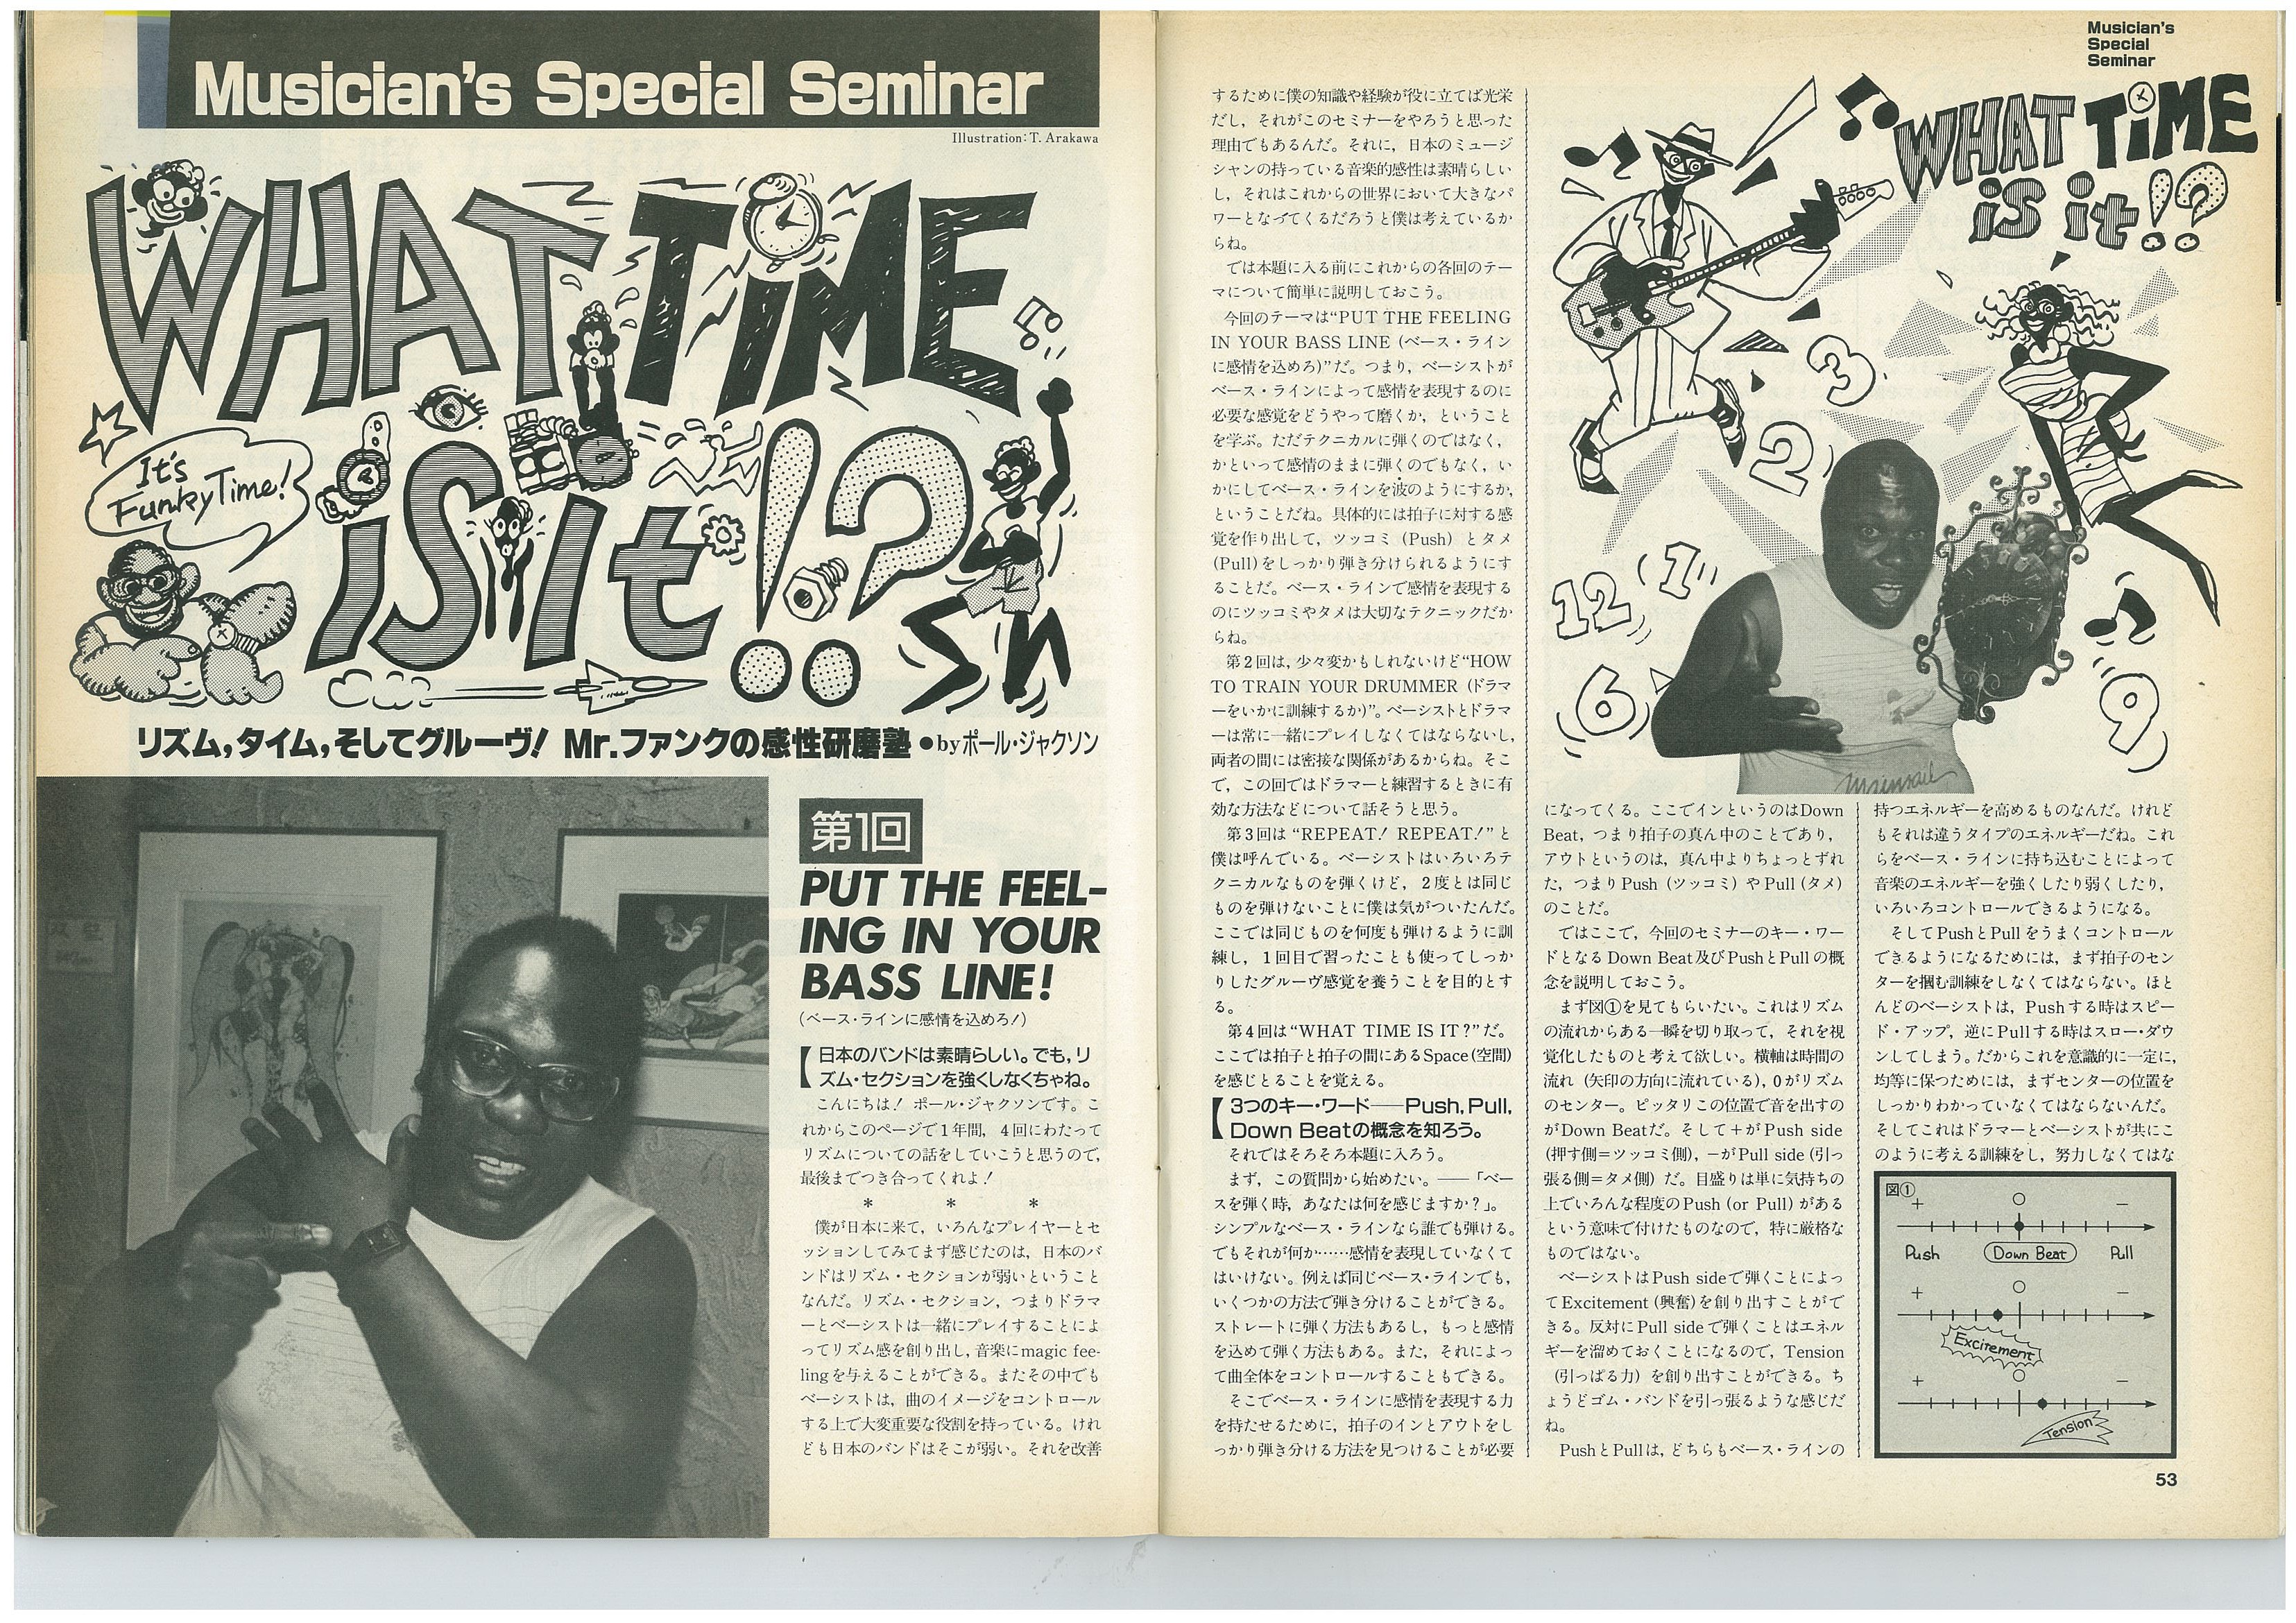 Musician's Special Seminar
Illustration:T. Arakawa
WHAT TiME
iS it!?
It's
Funky Time!
リズム,タイム,そしてグルーヴ! Mr.ファンクの感性研磨塾 ●byポール・ジャクソン
第1回
PUT THE FEEL-
ING IN YOUR
BASS LINE!
(ベース・ラインに感情を込めろ!)
日本のバンドは素晴らしい。でも,リ
ズム・セクションを強くしなくちゃね。
こんにちは! ポール・ジャクソンです。こ
れからこのページで1年間,4回にわたって
リズムについての話をしていこうと思うので,
最後までつき合ってくれよ!
* * *
僕が日本に来て,いろんなプレイヤーとセ
ッションしてみてまず感じたのは,日本のバ
ンドはリズム・セクションが弱いということ
なんだ。リズム・セクション,つまりドラマ
ーとベーシストは一緒にプレイすることによ
ってリズム感を創り出し,音楽にmagic fee-
lingを与えることができる。またその中でも
ベーシストは,曲のイメージをコントロール
する上で大変重要な役割を持っている。けれ
ども日本のバンドはそこが弱い。それを改善
するために僕の知識や経験が役に立てば光栄
だし,それがこのセミナーをやろうと思った
理由でもあるんだ。それに,日本のミュージ
シャンの持っている音楽的感性は素晴らしい
し,それはこれからの世界において大きなパ
ワーとなってくるだろうと僕は考えているか
らね。
では本題に入る前にこれからの各回のテー
マについて簡単に説明しておこう。
今回のテーマは“PUT THE FEELING
IN YOUR BASS LINE (ベース・ライン
に感情を込めろ)”だ。つまり,ベーシストが
ベース・ラインによって感情を表現するのに
必要な感覚をどうやって磨くか,ということ
を学ぶ。ただテクニカルに弾くのではなく,
かといって感情のままに弾くのでもなく,い
かにしてベース・ラインを波のようにするか,
ということだね。具体的には拍子に対する感
覚を作り出して,ツッコミ (Push) とタメ
(Pull)をしっかり弾き分けられるようにす
ることだ。ベース・ラインで感情を表現する
のにツッコミやタメは大切なテクニックだか
らね。
第2回は,少々変かもしれないけど“HOW
TO TRAIN YOUR DRUMMER (ドラマ
ーをいかに訓練するか)”。ベーシストとドラマ
ーは常に一緒にプレイしなくてはならないし,
両者の間には密接な関係があるからね。そこ
で,この回ではドラマーと練習するときに有
効な方法などについて話そうと思う。
第3回は“REPEAT! REPEAT!”と
僕は呼んでいる。ベーシストはいろいろテ
クニカルなものを弾くけど,2度とは同じ
ものを弾けないことに僕は気がついたんだ。
ここでは同じものを何度も弾けるように訓
練し,1回目で習ったことも使ってしっか
りしたグルーヴ感覚を養うことを目的とす
る。
第4回は“WHAT TIME IS IT?”だ。
ここでは拍子と拍子の間にあるSpace(空間)
を感じとることを覚える。
3つのキー・ワード——Push,Pull,
Down Beatの概念を知ろう。
それではそろそろ本題に入ろう。
まず,この質問から始めたい。——「ベー
スを弾く時,あなたは何を感じますか?」。
シンプルなベース・ラインなら誰でも弾ける。
でもそれが何か……感情を表現していなくて
はいけない。例えば同じベース・ラインでも,
いくつかの方法で弾き分けることができる。
ストレートに弾く方法もあるし,もっと感情
を込めて弾く方法もある。また,それによっ
て曲全体をコントロールすることもできる。
そこでベース・ラインに感情を表現する力
を持たせるために,拍子のインとアウトをし
っかり弾き分ける方法を見つけることが必要
Musician's
Special
Seminar
WHAT TiME
iS it!?
3
2
12
1
6
9
Mainsail
になってくる。ここでインというのはDown
Beat,つまり拍子の真ん中のことであり,
アウトというのは,真ん中よりちょっとずれ
た,つまりPush (ツッコミ) やPull (タメ)
のことだ。
ではここで,今回のセミナーのキー・ワー
ドとなるDown Beat及びPushとPullの概
念を説明しておこう。
まず図①を見てもらいたい。これはリズム
の流れからある一瞬を切り取って,それを視
覚化したものと考えて欲しい。横軸は時間の
流れ (矢印の方向に流れている),0がリズム
のセンター。ピッタリこの位置で音を出すの
がDown Beatだ。そして+がPush side
(押す側=ツッコミ側),−がPull side (引っ
張る側=タメ側) だ。目盛りは単に気持ちの
上でいろんな程度のPush (or Pull) がある
という意味で付けたものなので,特に厳格な
ものではない。
ベーシストはPush sideで弾くことによっ
てExcitement (興奮) を創り出すことがで
きる。反対にPull sideで弾くことはエネル
ギーを溜めておくことになるので,Tension
(引っぱる力) を創り出すことができる。ち
ょうどゴム・バンドを引っ張るような感じだ
ね。
PushとPullは,どちらもベース・ラインの
持つエネルギーを高めるものなんだ。けれど
もそれは違うタイプのエネルギーだね。これ
らをベース・ラインに持ち込むことによって
音楽のエネルギーを強くしたり弱くしたり,
いろいろコントロールできるようになる。
そしてPushとPullをうまくコントロール
できるようになるためには,まず拍子のセン
ターを掴む訓練をしなくてはならない。ほと
んどのベーシストは,Pushする時はスピー
ド・アップ,逆にPullする時はスロー・ダウ
ンしてしまう。だからこれを意識的に一定に,
均等に保つためには,まずセンターの位置を
しっかりわかっていなくてはならないんだ。
そしてこれはドラマーとベーシストが共にこ
のように考える訓練をし,努力しなくてはな
図①
+ 0 −
Push Down Beat Pull
+ 0 −
Excitement
+ 0 −
Tension
53